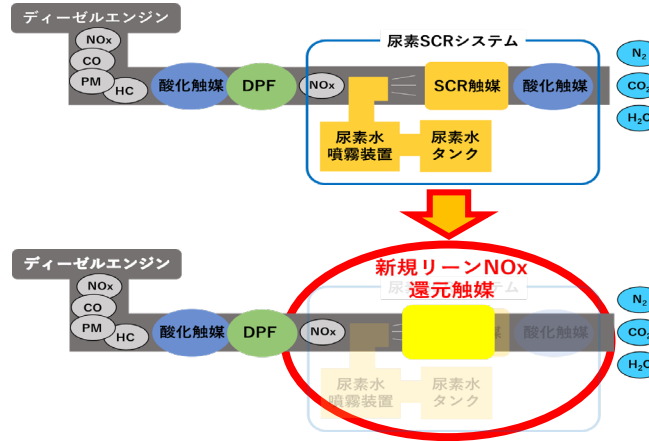 ディーゼルエンジン
NOx
CO
PM
HC
酸化触媒
DPF
NOx
尿素SCRシステム
SCR触媒
酸化触媒
尿素水
噴霧装置
尿素水
タンク
N₂
CO₂
H₂O
ディーゼルエンジン
NOx
CO
PM
HC
酸化触媒
DPF
NOx
新規リーンNOx
還元触媒
酸化触媒
尿素水
噴霧装置
尿素水
タンク
N₂
CO₂
H₂O